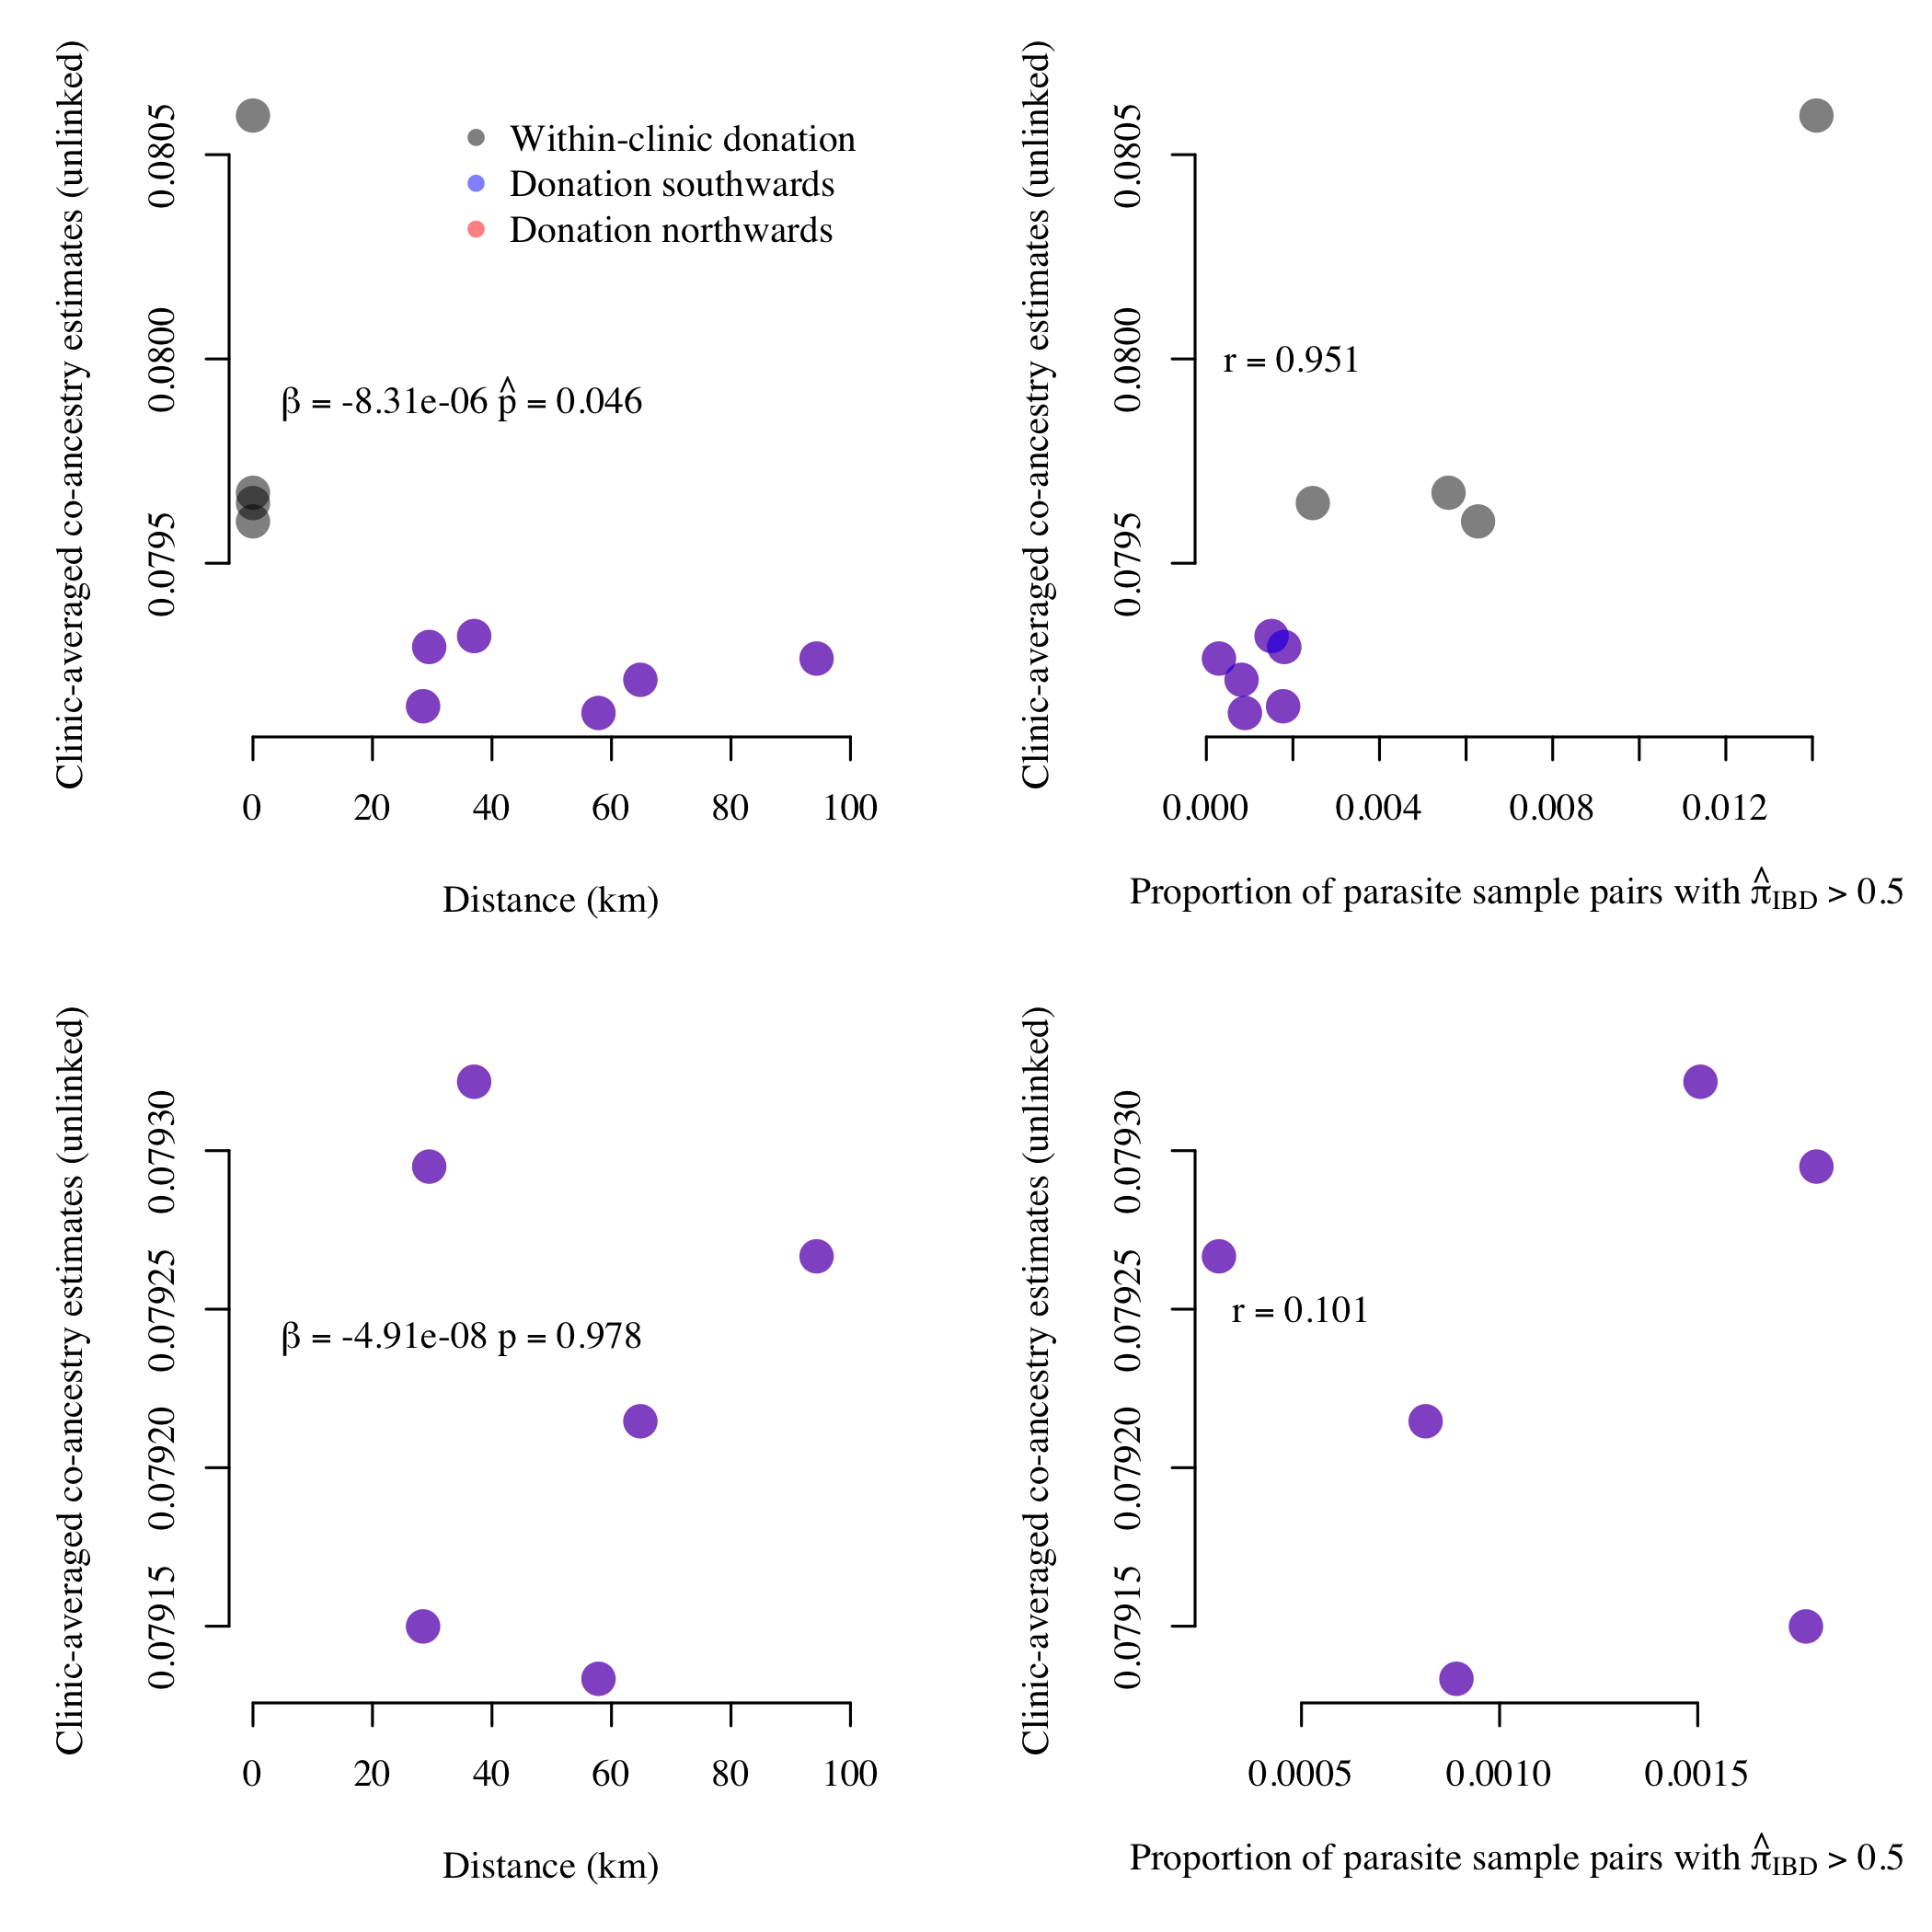 Clinic-averaged co-ancestry estimates (unlinked)
0.0805
0.0800
0.0795
Within-clinic donation
Donation southwards
Donation northwards
β = -8.31e-06 p̂ = 0.046
0 20 40 60 80 100
Distance (km)
Clinic-averaged co-ancestry estimates (unlinked)
0.0805
0.0800
0.0795
r = 0.951
0.000 0.004 0.008 0.012
Proportion of parasite sample pairs with π̂IBD > 0.5
Clinic-averaged co-ancestry estimates (unlinked)
0.07930
0.07925
0.07920
0.07915
β = -4.91e-08 p = 0.978
0 20 40 60 80 100
Distance (km)
Clinic-averaged co-ancestry estimates (unlinked)
0.07930
0.07925
0.07920
0.07915
r = 0.101
0.0005 0.0010 0.0015
Proportion of parasite sample pairs with π̂IBD > 0.5